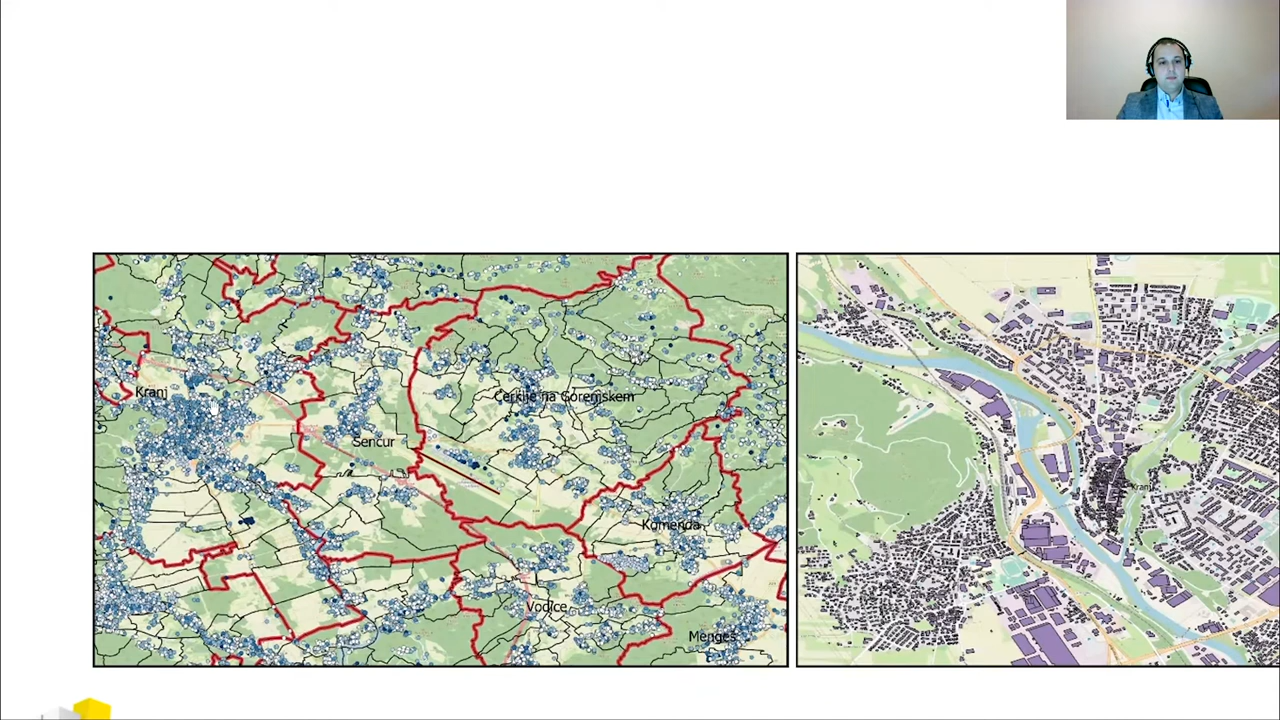 Kranj
Cerklje na Gorenjskem
Šenčur
Komenda
Vodice
Mengeš
Kranj